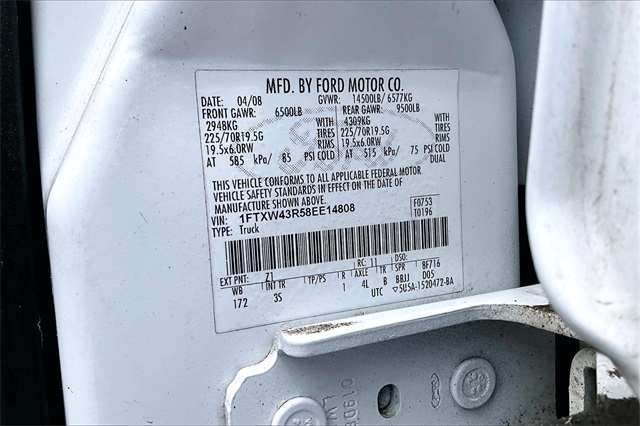 MFD. BY FORD MOTOR CO.
DATE: 04/08 GVWR: 14500LB/ 6577KG
FRONT GAWR: 6500LB REAR GAWR: 9500LB
2948KG WITH 4309KG WITH
225/70R19.5G TIRES 225/70R19.5G TIRES
19.5x6.0RW RIMS 19.5x6.0RW RIMS
AT 585 kPa/ 85 PSI COLD AT 515 kPa/ 75 PSI COLD
DUAL
THIS VEHICLE CONFORMS TO ALL APPLICABLE FEDERAL MOTOR
VEHICLE SAFETY STANDARDS IN EFFECT ON THE DATE OF
MANUFACTURE SHOWN ABOVE.
VIN: 1FTXW43R58EE14808 F0753
TYPE: Truck T0196
EXT PNT: Z1 RC: 11 DSO:
WB INT TR TP/PS R AXLE TR SPR 8F716
172 3S 1 4L B BBJJ D05
UTC ▽5U5A-1520472-BA